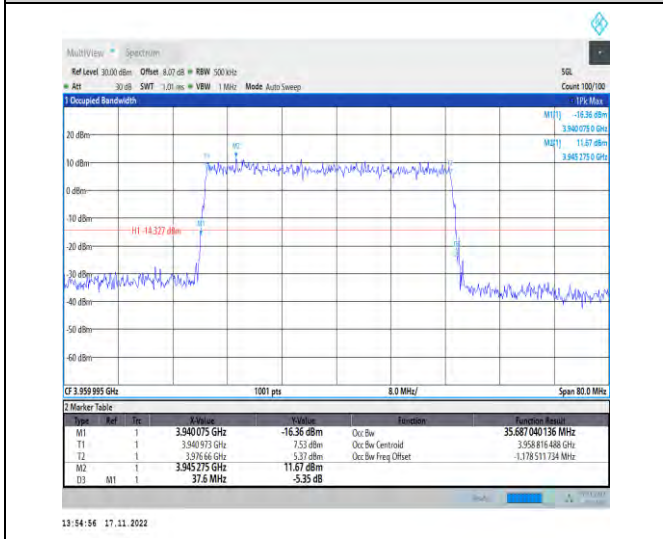 MultiView Spectrum
Ref Level 30.00 dBm Offset 8.07 dB RBW 500 kHz SGL
Att 30 dB SWT 1.01 ms VBW 1 MHz Mode Auto Sweep Count 100/100
1 Occupied Bandwidth 1Pk Max
M1[1] -16.36 dBm
3.940 075 0 GHz
M2[1] 11.67 dBm
3.945 275 0 GHz
20 dBm
M2
T1
10 dBm
0 dBm
-10 dBm
M1
H1 -14.327 dBm
-20 dBm
-30 dBm
-40 dBm
-50 dBm
-60 dBm
CF 3.959 995 GHz 1001 pts 8.0 MHz/ Span 80.0 MHz
2 Marker Table
Type Ref Trc X-Value Y-Value Function Function Result
M1 1 3.940 075 GHz -16.36 dBm Occ Bw 35.687 040 136 MHz
T1 1 3.940 973 GHz 7.53 dBm Occ Bw Centroid 3.958 816 488 GHz
T2 1 3.976 66 GHz 5.37 dBm Occ Bw Freq Offset -1.178 511 734 MHz
M2 1 3.945 275 GHz 11.67 dBm
D3 M1 1 37.6 MHz -5.35 dB
13:54:56 17.11.2022